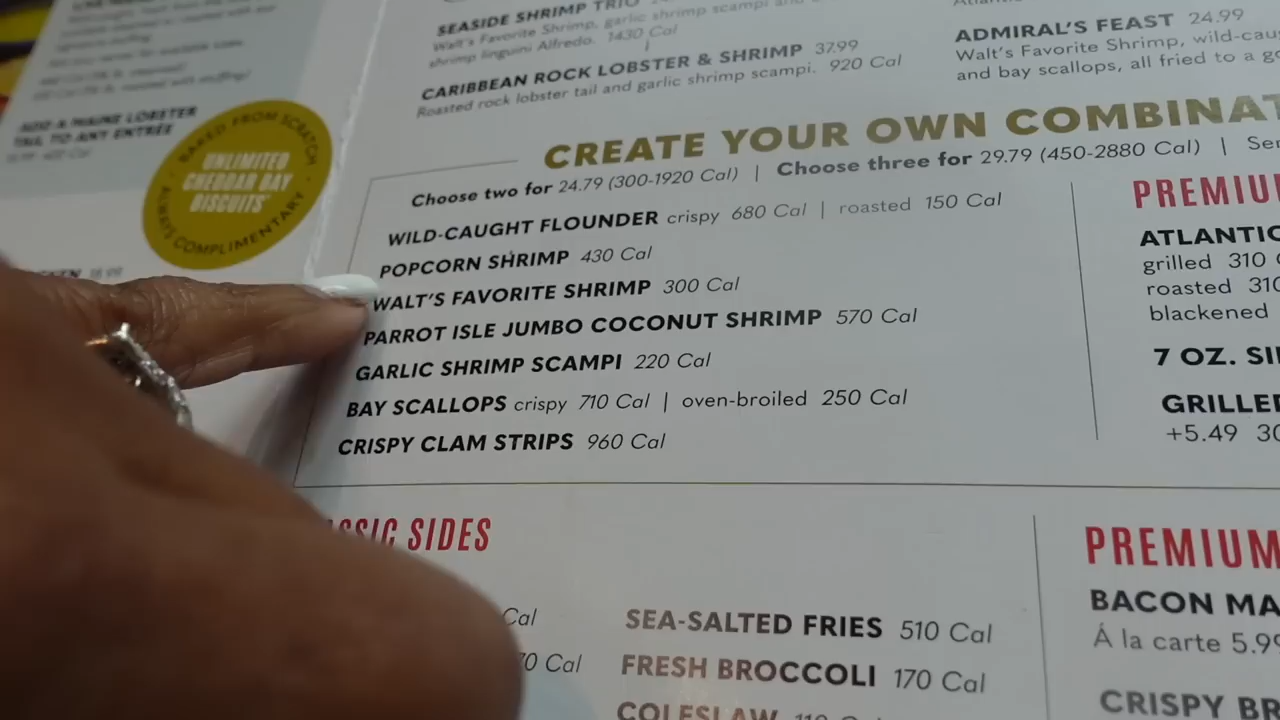 ADD A MAINE LOBSTER
TAIL TO ANY ENTRÉE
BAKED FROM SCRATCH
UNLIMITED
CHEDDAR BAY
BISCUITS
ALWAYS COMPLIMENTARY
SEASIDE SHRIMP TRIO
Walt's Favorite Shrimp, garlic shrimp scampi and
shrimp linguini Alfredo. 1430 Cal
CARIBBEAN ROCK LOBSTER & SHRIMP 37.99
Roasted rock lobster tail and garlic shrimp scampi. 920 Cal
ADMIRAL'S FEAST 24.99
Walt's Favorite Shrimp, wild-cau
and bay scallops, all fried to a go
CREATE YOUR OWN COMBINAT
Choose two for 24.79 (300-1920 Cal) | Choose three for 29.79 (450-2880 Cal) | Se
WILD-CAUGHT FLOUNDER crispy 680 Cal | roasted 150 Cal
POPCORN SHRIMP 430 Cal
WALT'S FAVORITE SHRIMP 300 Cal
PARROT ISLE JUMBO COCONUT SHRIMP 570 Cal
GARLIC SHRIMP SCAMPI 220 Cal
BAY SCALLOPS crispy 710 Cal | oven-broiled 250 Cal
CRISPY CLAM STRIPS 960 Cal
PREMIUM
ATLANTIC
grilled 310
roasted 310
blackened
7 OZ. SI
GRILLED
+5.49 30
SSIC SIDES
Cal
70 Cal
SEA-SALTED FRIES 510 Cal
FRESH BROCCOLI 170 Cal
COLESLAW
PREMIUM
BACON MA
À la carte 5.99
CRISPY BR